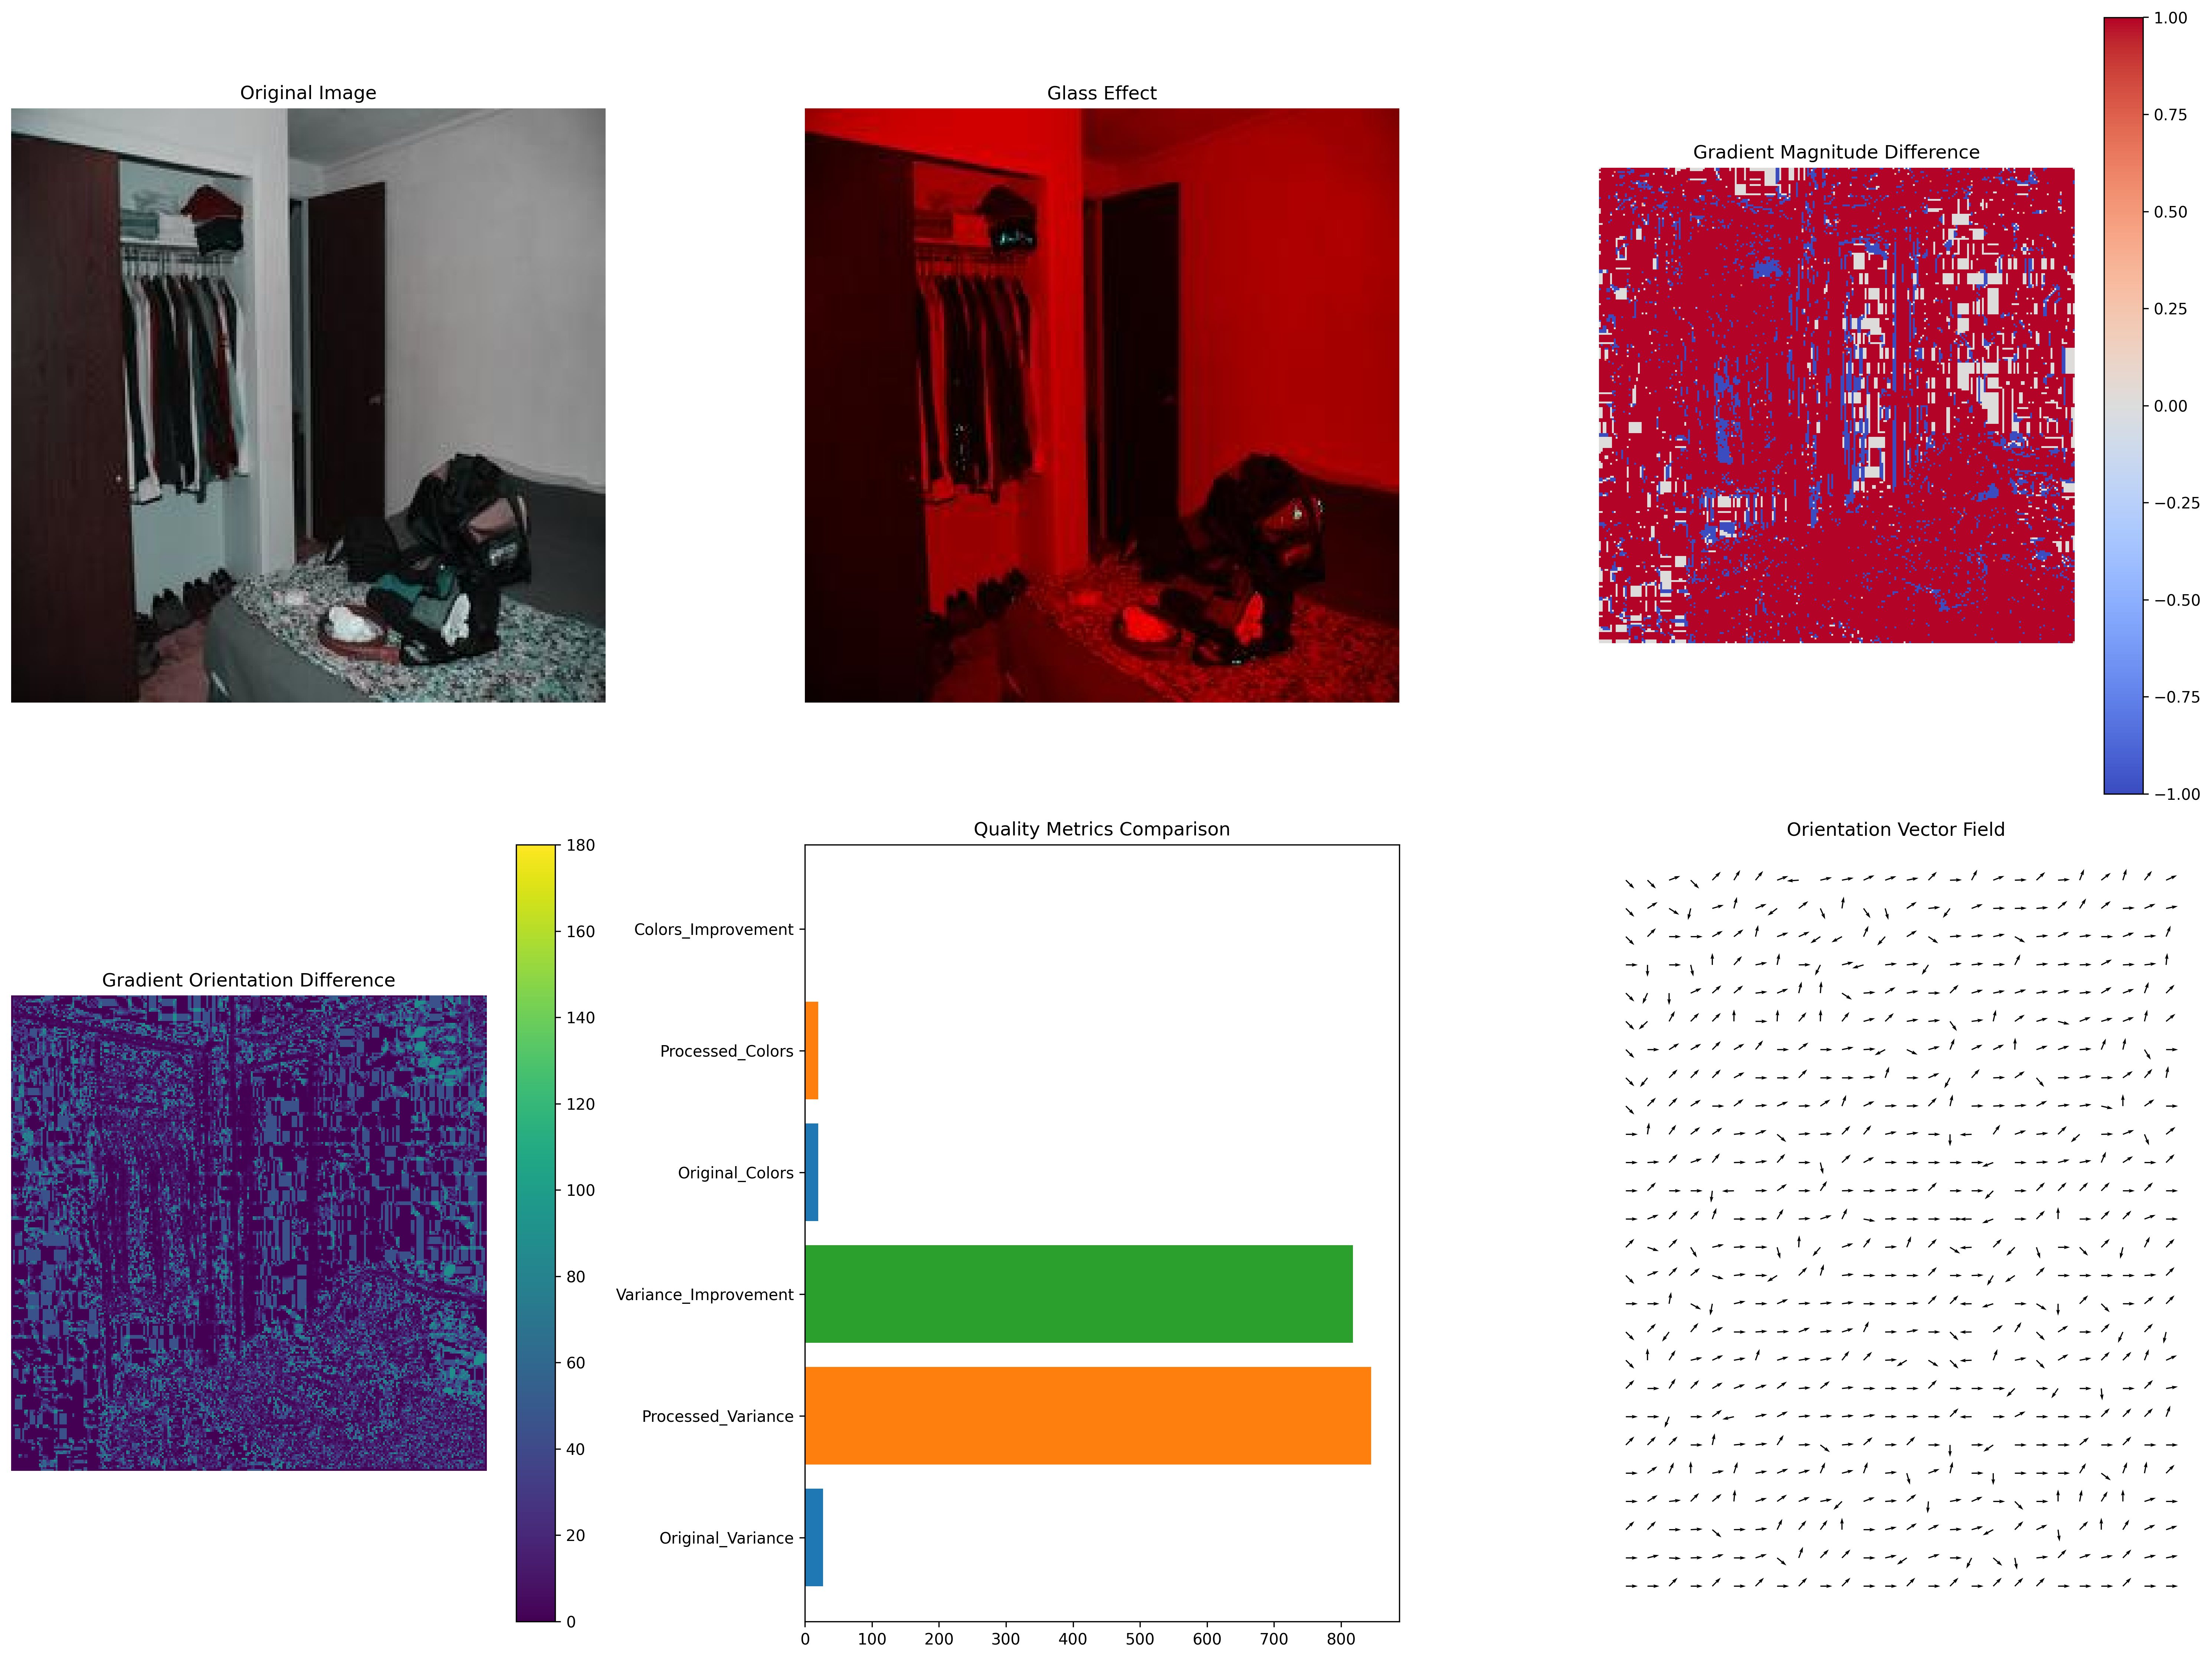 Original Image
Glass Effect
Gradient Magnitude Difference
1.00
0.75
0.50
0.25
0.00
−0.25
−0.50
−0.75
−1.00
Gradient Orientation Difference
180
160
140
120
100
80
60
40
20
0
Quality Metrics Comparison
Colors_Improvement
Processed_Colors
Original_Colors
Variance_Improvement
Processed_Variance
Original_Variance
0 100 200 300 400 500 600 700 800
Orientation Vector Field